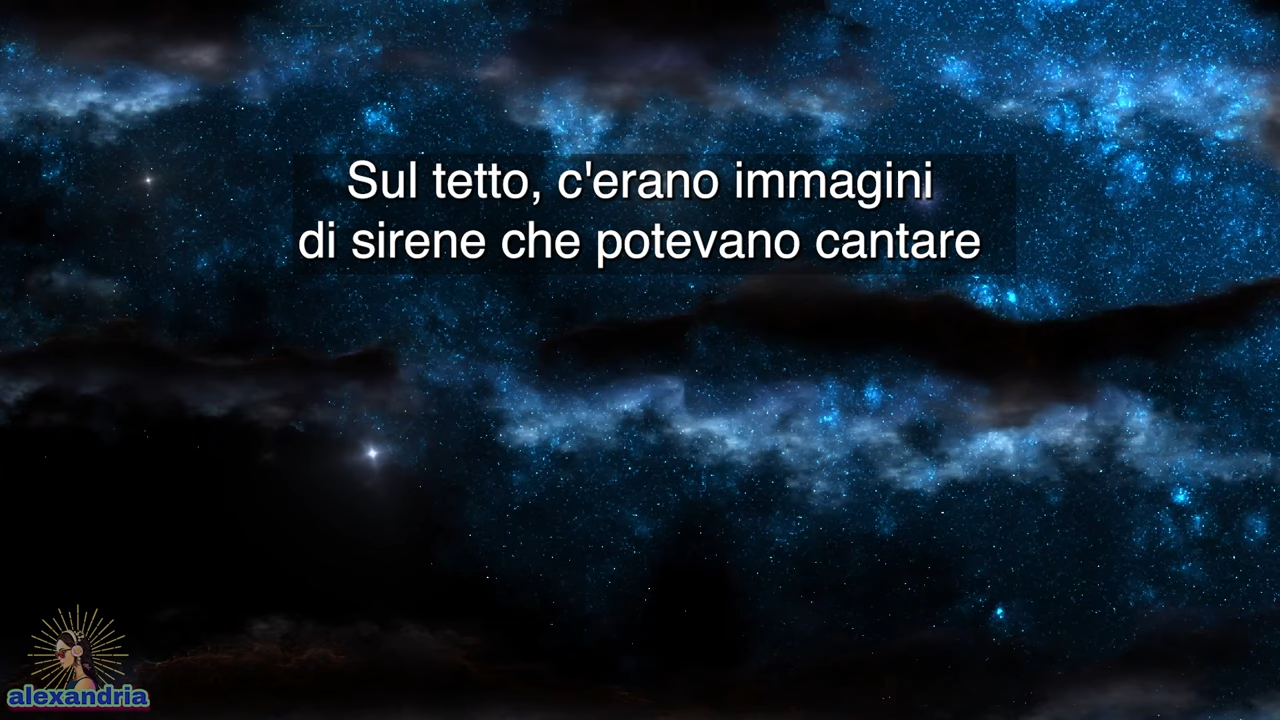 Sul tetto, c'erano immagini
di sirene che potevano cantare
alexandria